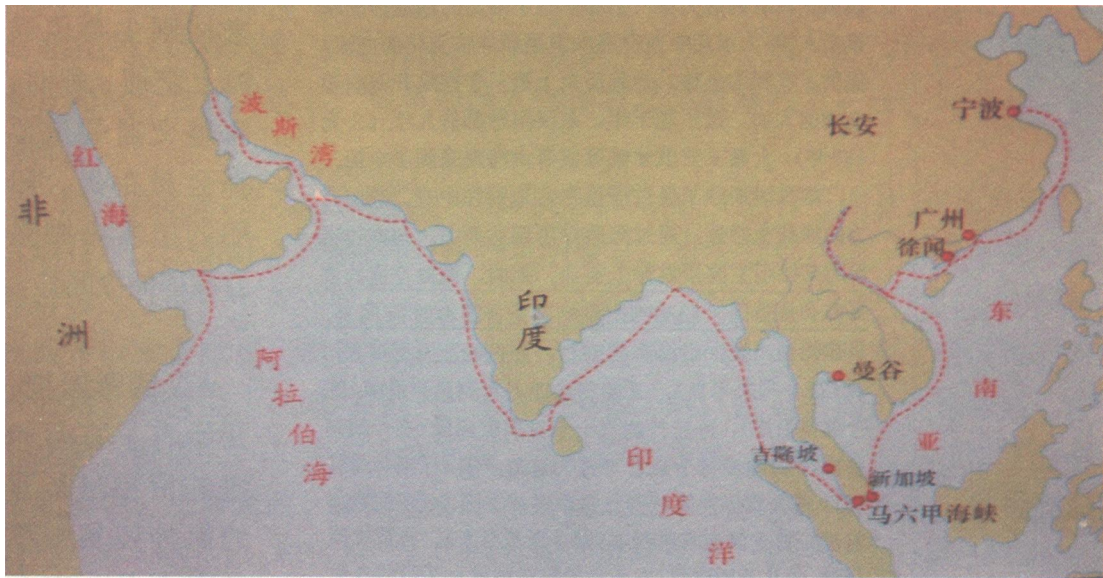 波斯湾
红海
非洲
长安
宁波
广州
徐闻
印度
阿拉伯海
东南亚
曼谷
吉隆坡
新加坡
马六甲海峡
印度洋